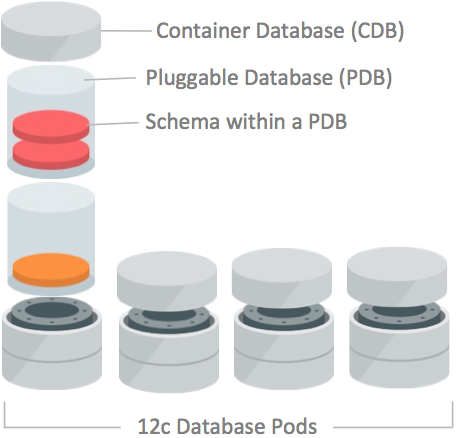 Container Database (CDB)
Pluggable Database (PDB)
Schema within a PDB
12c Database Pods